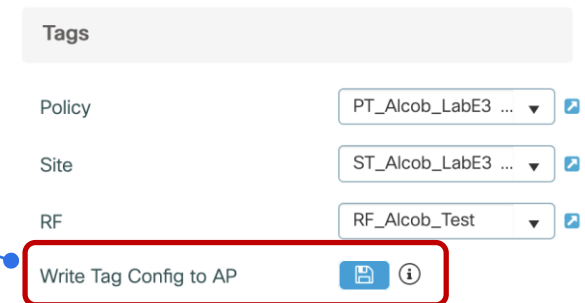 Tags
Policy PT_Alcob_LabE3 ...
Site ST_Alcob_LabE3 ...
RF RF_Alcob_Test
Write Tag Config to AP